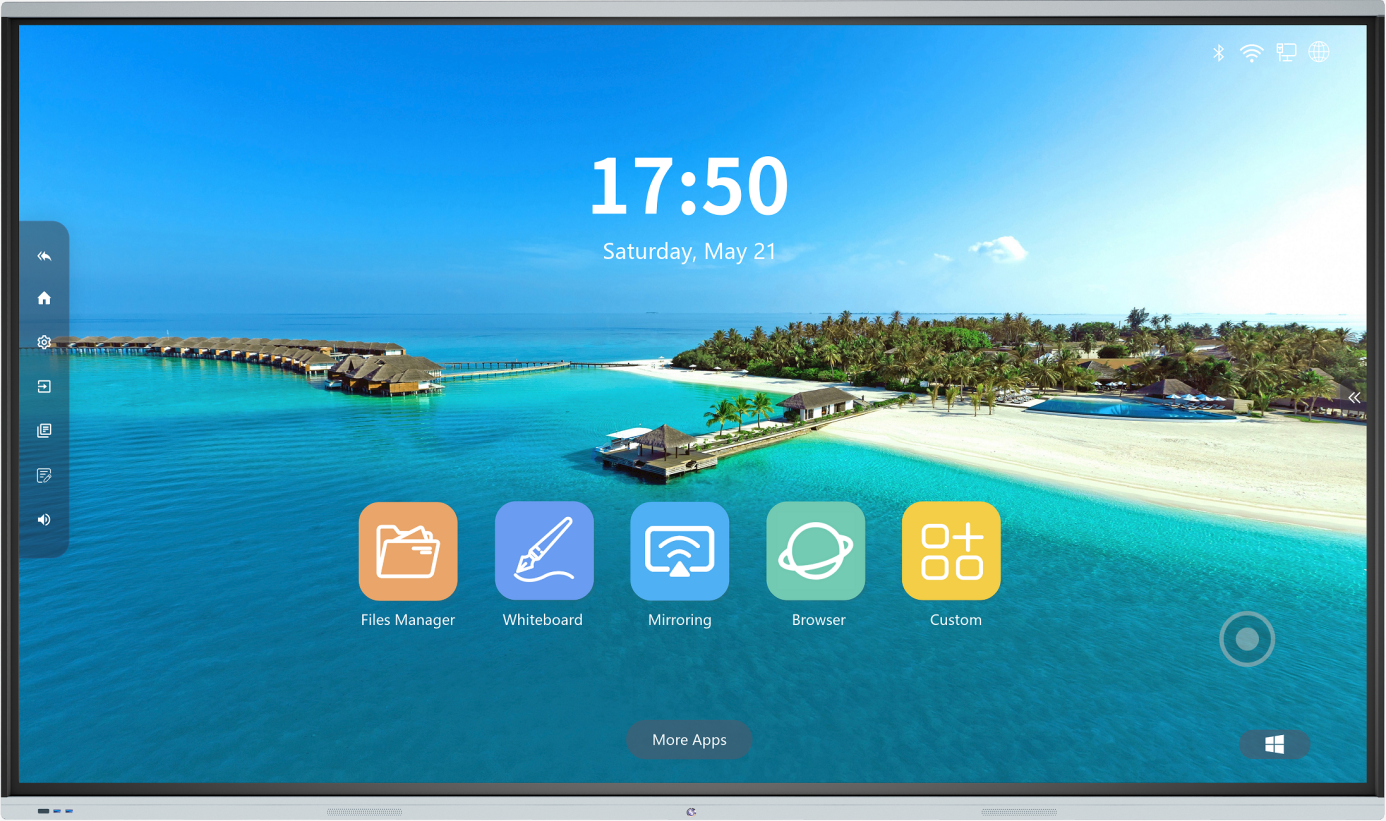 17:50
Saturday, May 21
Files Manager
Whiteboard
Mirroring
Browser
Custom
More Apps